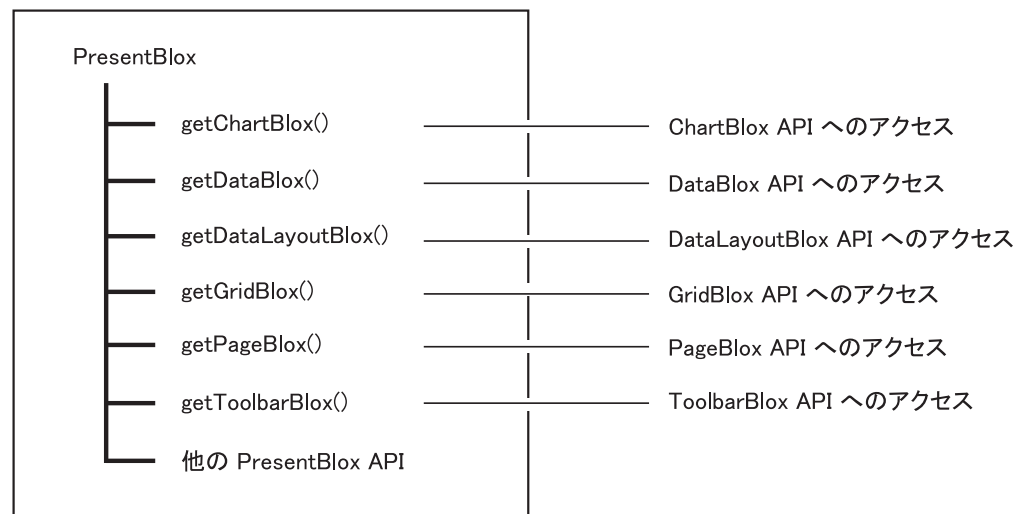 PresentBlox
getChartBlox()
ChartBlox API へのアクセス
getDataBlox()
DataBlox API へのアクセス
getDataLayoutBlox()
DataLayoutBlox API へのアクセス
getGridBlox()
GridBlox API へのアクセス
getPageBlox()
PageBlox API へのアクセス
getToolbarBlox()
ToolbarBlox API へのアクセス
他の PresentBlox API